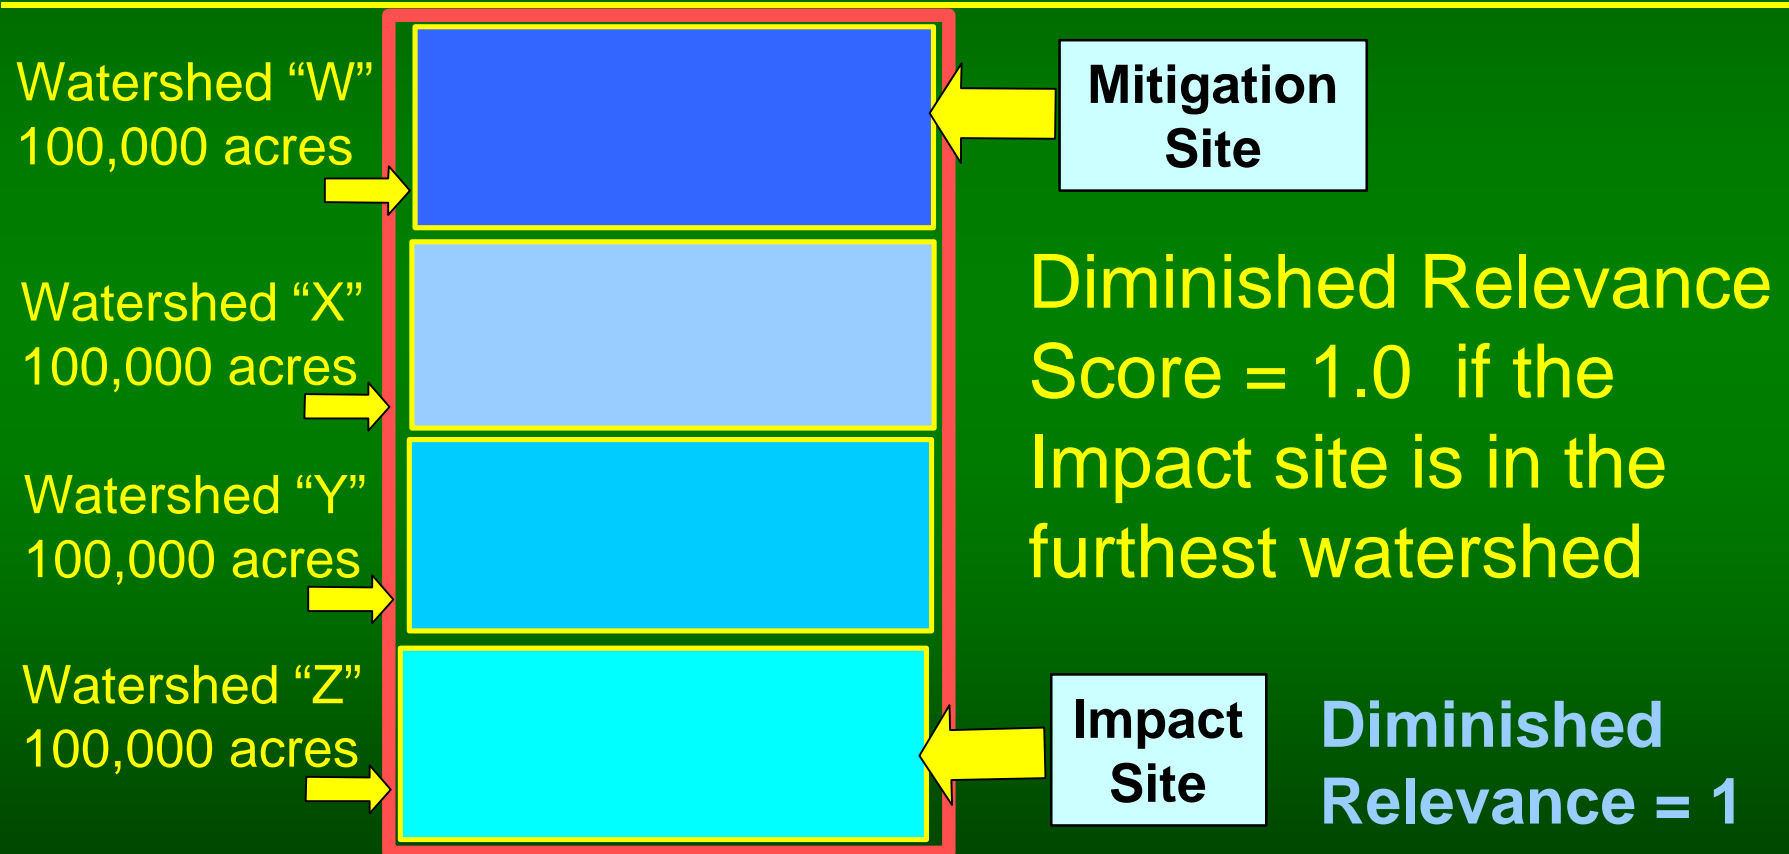 Watershed “W”
100,000 acres
Mitigation
Site
Watershed “X”
100,000 acres
Diminished Relevance
Score = 1.0 if the
Impact site is in the
furthest watershed
Watershed “Y”
100,000 acres
Watershed “Z”
100,000 acres
Impact
Site
Diminished
Relevance = 1